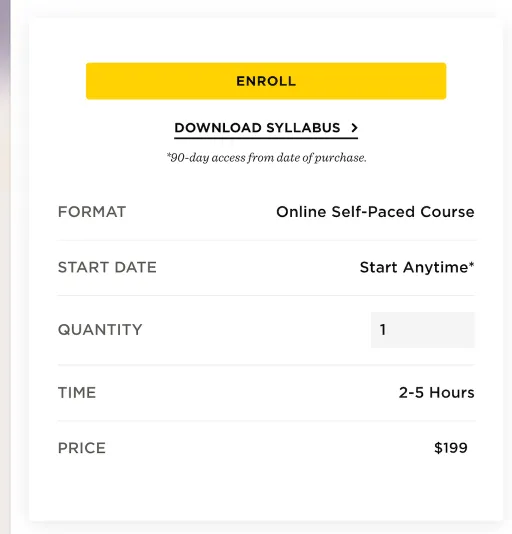 ENROLL
DOWNLOAD SYLLABUS >
*90-day access from date of purchase.
FORMAT Online Self-Paced Course
START DATE Start Anytime*
QUANTITY 1
TIME 2-5 Hours
PRICE $199